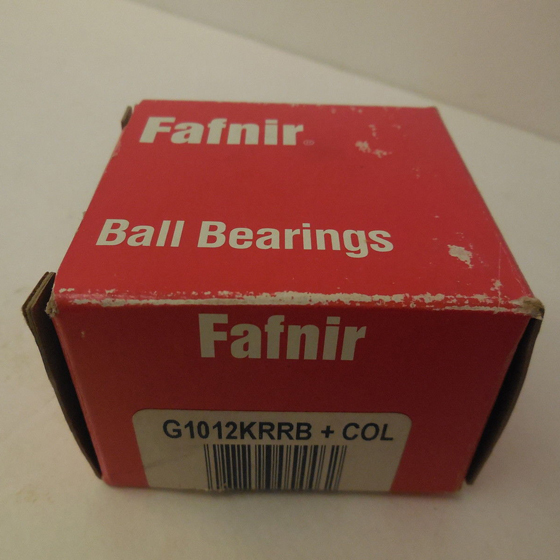 Fafnir®
Ball Bearings
Fafnir
G1012KRRB + COL